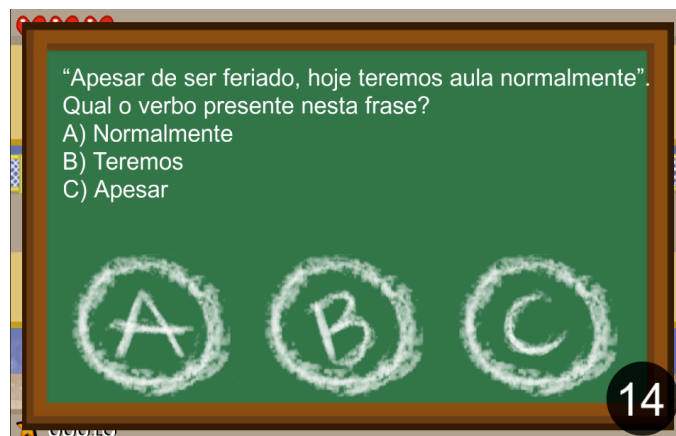 “Apesar de ser feriado, hoje teremos aula normalmente”.
Qual o verbo presente nesta frase?
A) Normalmente
B) Teremos
C) Apesar
A B C
14